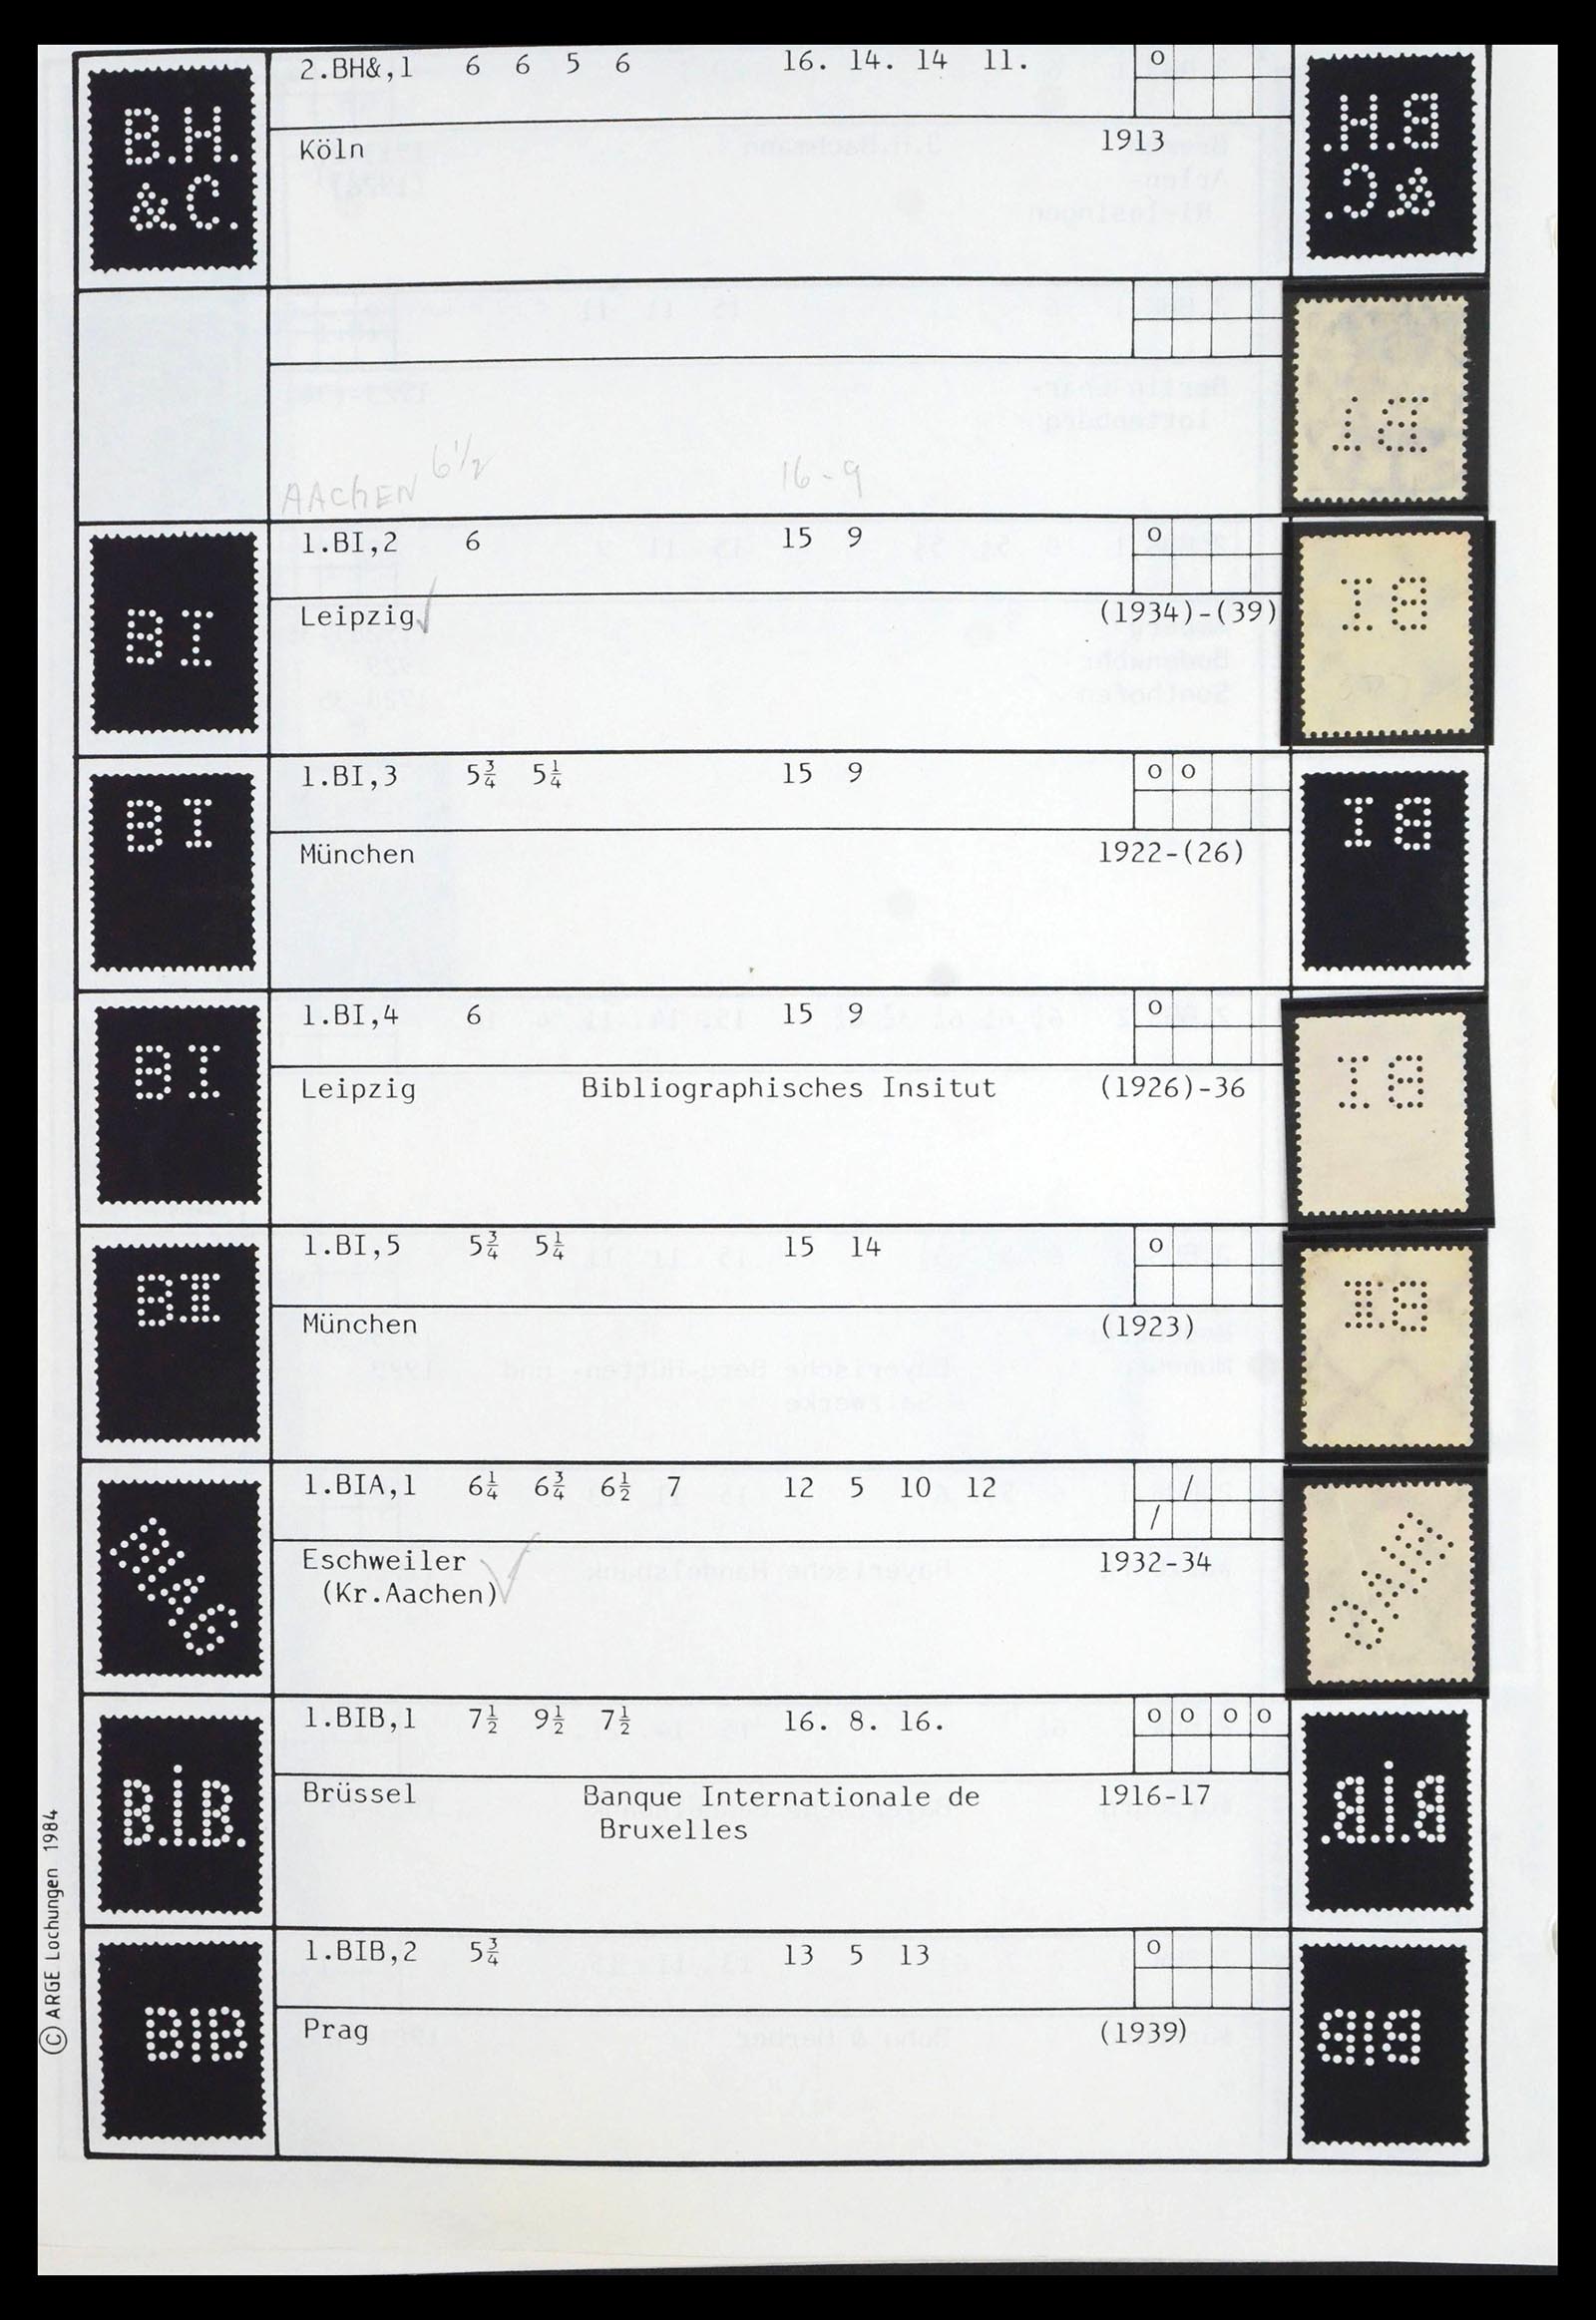 2.BH&,1 6 6 5 6 16. 14. 14 11. o
B.H.
&C.
Köln 1913
AACHEN 6 1/2 16-9
1.BI,2 6 15 9 o
BI
Leipzig (1934)-(39)
1.BI,3 5¾ 5¼ 15 9 o o
BI
München 1922-(26)
1.BI,4 6 15 9 o
BI
Leipzig Bibliographisches Insitut (1926)-36
1.BI,5 5¾ 5¼ 15 14 o
München (1923)
1.BIA,1 6¼ 6¾ 6½ 7 12 5 10 12 / /
BIAG
Eschweiler 1932-34
(Kr.Aachen)
1.BIB,1 7½ 9½ 7½ 16. 8. 16. o o o o
B.I.B.
Brüssel Banque Internationale de 1916-17
Bruxelles
1.BIB,2 5¾ 13 5 13 o
BIB
Prag (1939)
© ARGE Lochungen 1984